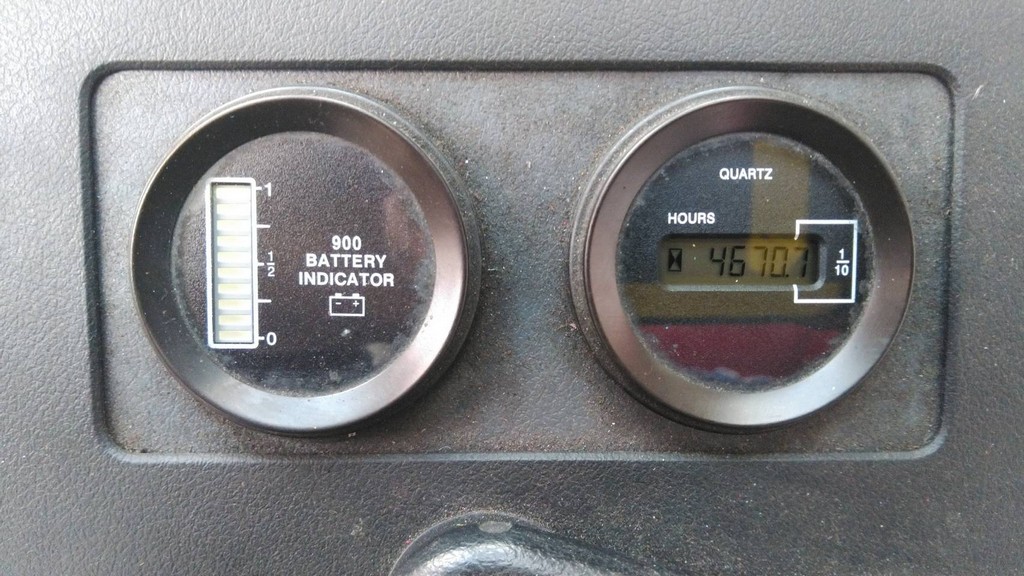 1
1/2
0
900
BATTERY
INDICATOR
- +
QUARTZ
HOURS
4670.1
1/10